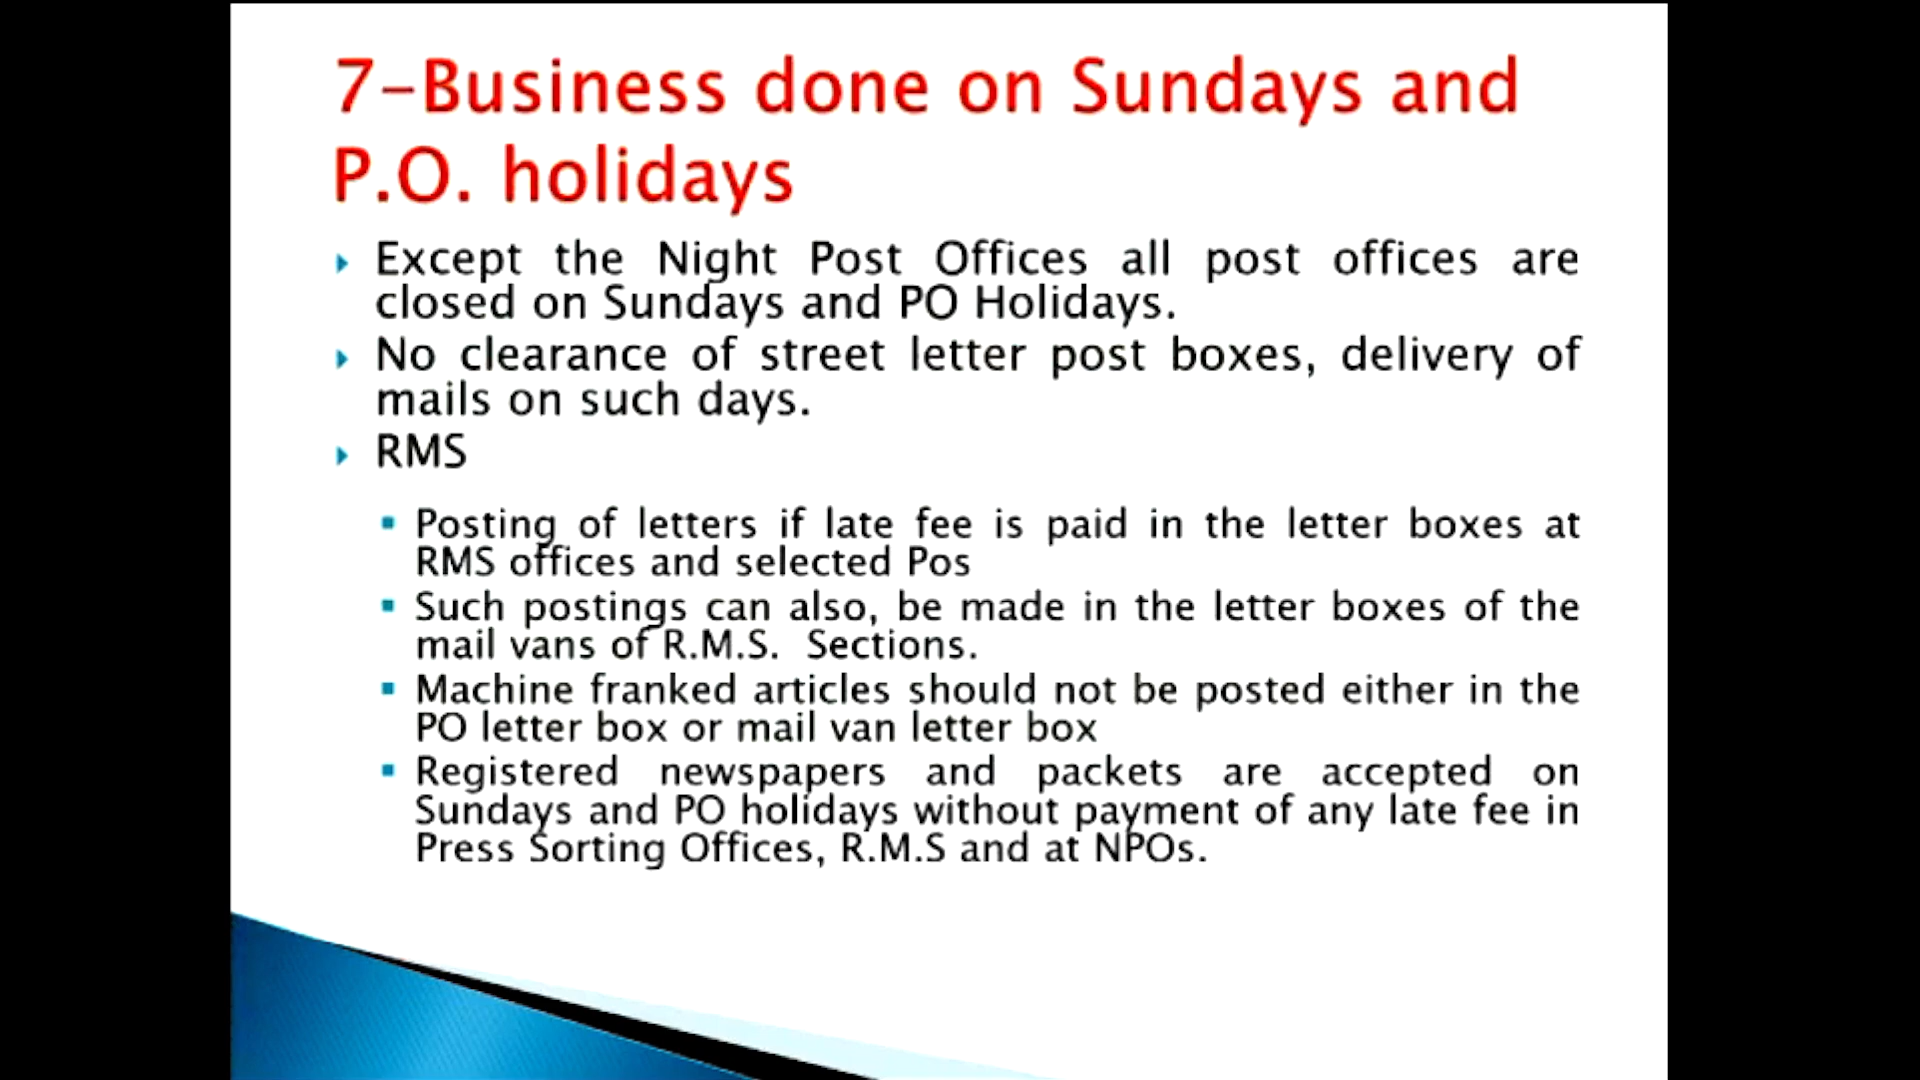 7-Business done on Sundays and
P.O. holidays
Except the Night Post Offices all post offices are
closed on Sundays and PO Holidays.
No clearance of street letter post boxes, delivery of
mails on such days.
RMS
Posting of letters if late fee is paid in the letter boxes at
RMS offices and selected Pos
Such postings can also, be made in the letter boxes of the
mail vans of R.M.S. Sections.
Machine franked articles should not be posted either in the
PO letter box or mail van letter box
Registered newspapers and packets are accepted on
Sundays and PO holidays without payment of any late fee in
Press Sorting Offices, R.M.S and at NPOs.